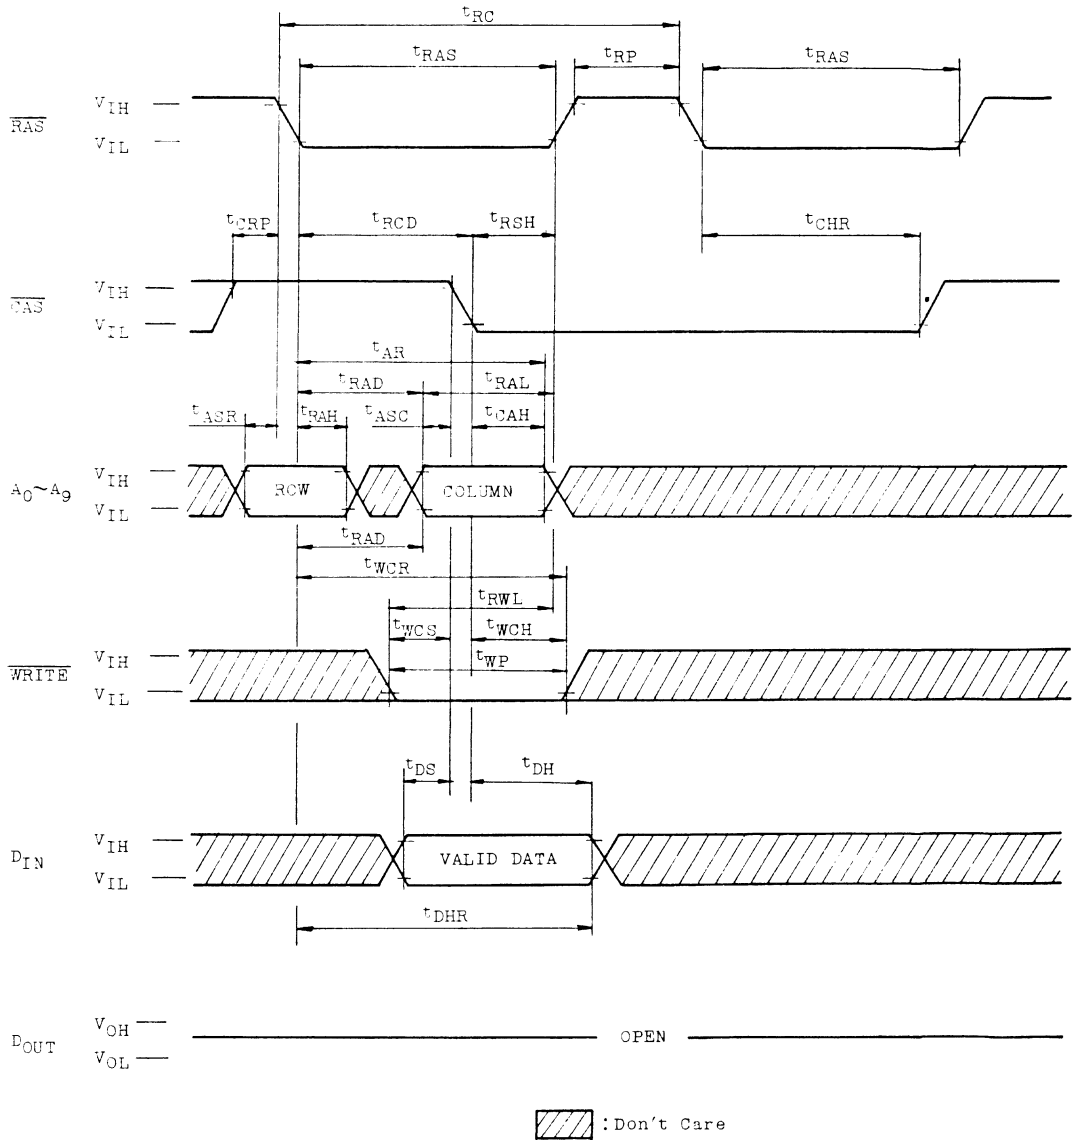 tRC
tRAS tRP tRAS
RAS VIH
VIL
tCRP tRCD tRSH tCHR
CAS VIH
VIL
tAR
tRAD tRAL
tASR tRAH tASC tCAH
A0~A9 VIH
VIL
ROW COLUMN
tRAD
tWCR
tRWL
tWCS tWCH
tWP
WRITE VIH
VIL
tDS tDH
DIN VIH
VIL
VALID DATA
tDHR
DOUT VOH
VOL
OPEN
:Don't Care